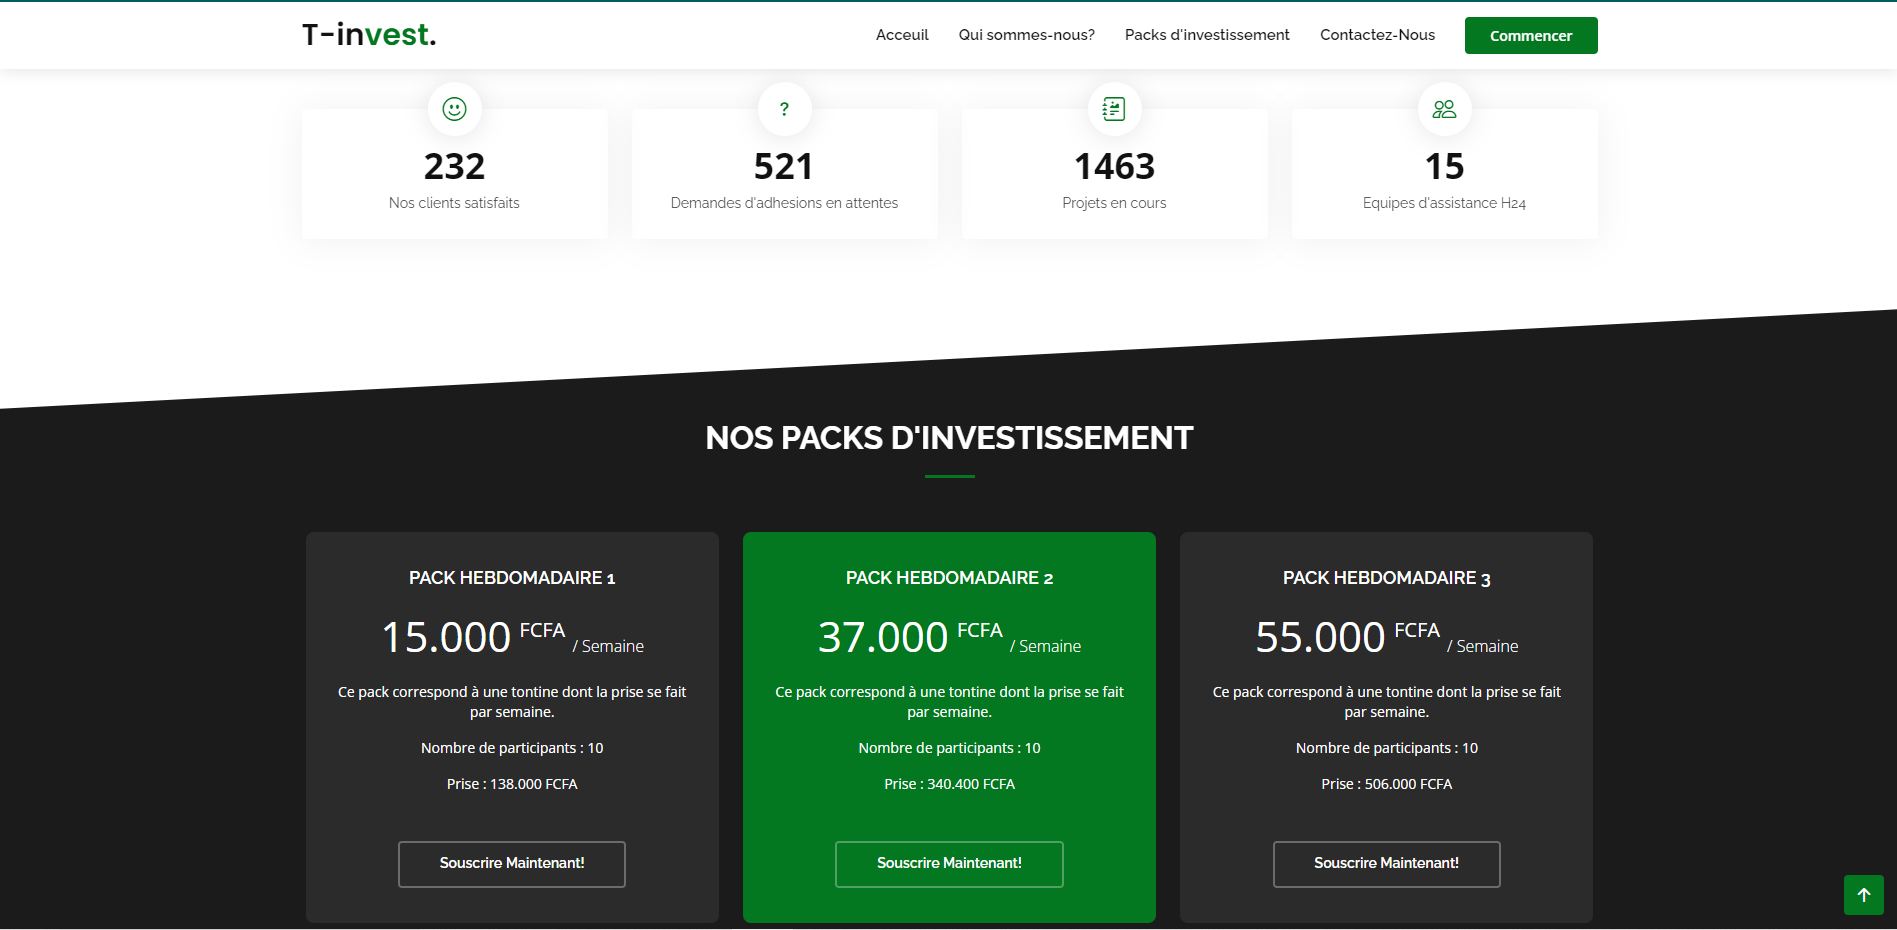 T-invest.
Acceuil
Qui sommes-nous?
Packs d'investissement
Contactez-Nous
Commencer
?
232
Nos clients satisfaits
521
Demandes d'adhesions en attentes
1463
Projets en cours
15
Equipes d'assistance H24
NOS PACKS D'INVESTISSEMENT
PACK HEBDOMADAIRE 1
15.000 FCFA / Semaine
Ce pack correspond à une tontine dont la prise se fait
par semaine.
Nombre de participants : 10
Prise : 138.000 FCFA
Souscrire Maintenant!
PACK HEBDOMADAIRE 2
37.000 FCFA / Semaine
Ce pack correspond à une tontine dont la prise se fait
par semaine.
Nombre de participants : 10
Prise : 340.400 FCFA
Souscrire Maintenant!
PACK HEBDOMADAIRE 3
55.000 FCFA / Semaine
Ce pack correspond à une tontine dont la prise se fait
par semaine.
Nombre de participants : 10
Prise : 506.000 FCFA
Souscrire Maintenant!